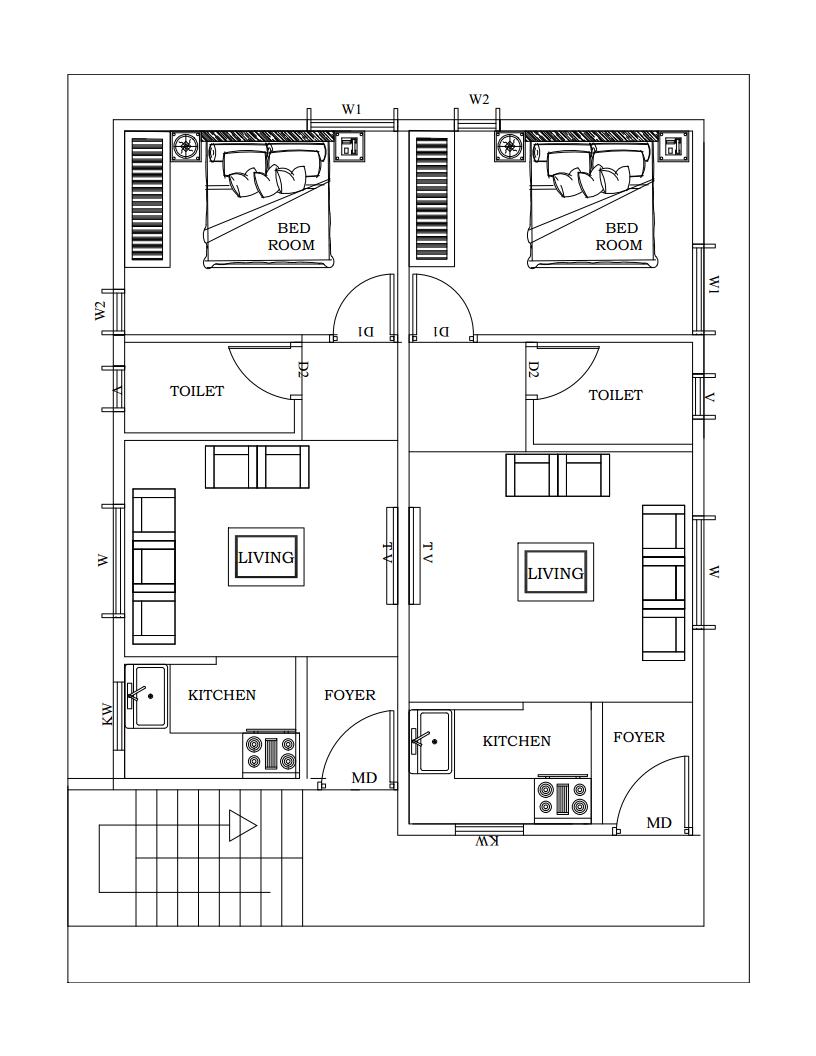 W1
W2
BED
ROOM
BED
ROOM
W2
W1
D1
D1
TOILET
D2
D2
TOILET
V
V
W
LIVING
TV
TV
LIVING
W
KW
KITCHEN
FOYER
MD
KITCHEN
FOYER
MD
KW